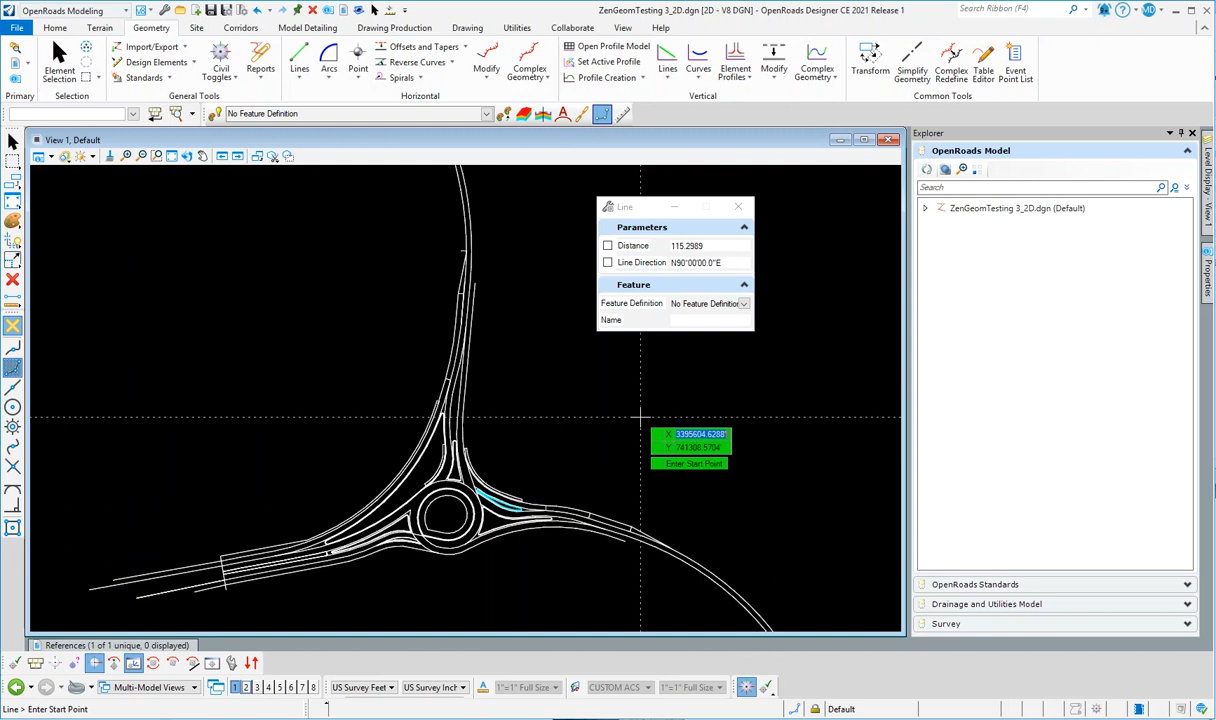 OpenRoads Modeling
ZenGeomTesting 3_2D.dgn [2D - V8 DGN] - OpenRoads Designer CE 2021 Release 1
Search Ribbon (F4)
MD
File Home Terrain Geometry Site Corridors Model Detailing Drawing Production Drawing Utilities Collaborate View
Element Selection
Import/Export
Design Elements
Standards
Civil Toggles
Reports
Lines
Arcs
Point
Offsets and Tapers
Reverse Curves
Spirals
Modify
Complex Geometry
Open Profile Model
Set Active Profile
Profile Creation
Lines
Curves
Element Profiles
Modify
Complex Geometry
Transform
Simplify Geometry
Complex Redefine
Table Editor
Event Point List
Primary Selection General Tools Horizontal Vertical Common Tools
No Feature Definition
View 1, Default
Line
Parameters
Distance 115.2989
Line Direction N90°00'00.0"E
Feature
Feature Definition No Feature Definition
Name
X 3395604.6288'
Y 741308.5704'
Enter Start Point
Explorer
OpenRoads Model
Search
ZenGeomTesting 3_2D.dgn (Default)
OpenRoads Standards
Drainage and Utilities Model
Survey
Level Display - View 1
Properties
References (1 of 1 unique, 0 displayed)
Multi-Model Views
1 2 3 4 5 6 7 8
US Survey Feet
US Survey Inch
1"=1" Full Size
CUSTOM ACS
1"=1" Full Size
Line > Enter Start Point
Default